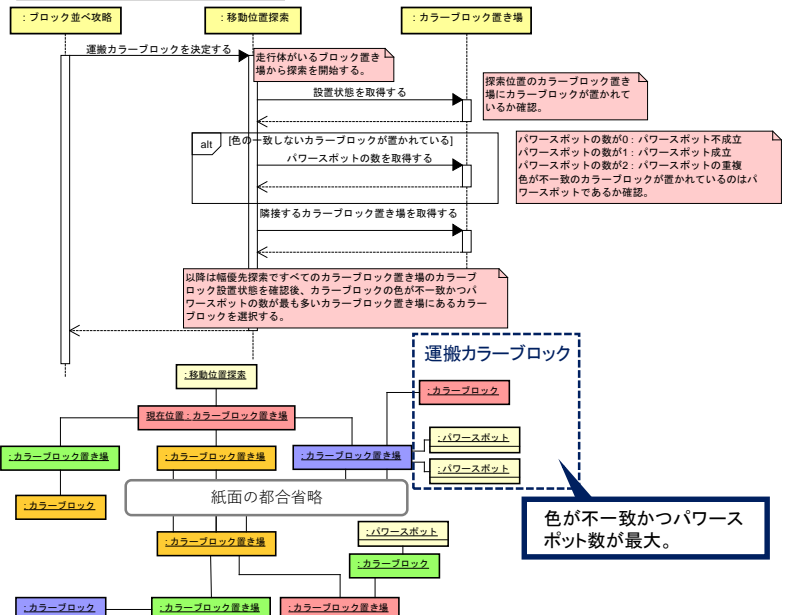 ：ブロック並べ攻略
：移動位置探索
：カラーブロック置き場
運搬カラーブロックを決定する
走行体がいるブロック置き
場から探索を開始する。
設置状態を取得する
探索位置のカラーブロック置き
場にカラーブロックが置かれて
いるか確認。
alt
[色の一致しないカラーブロックが置かれている]
パワースポットの数を取得する
パワースポットの数が0：パワースポット不成立
パワースポットの数が1：パワースポット成立
パワースポットの数が2：パワースポットの重複
色が不一致のカラーブロックが置かれているのはパ
ワースポットであるか確認。
隣接するカラーブロック置き場を取得する
以降は幅優先探索ですべてのカラーブロック置き場のカラーブ
ロック設置状態を確認後、カラーブロックの色が不一致かつパ
ワースポットの数が最も多いカラーブロック置き場にあるカラー
ブロックを選択する。
運搬カラーブロック
：移動位置探索
：カラーブロック
現在位置：カラーブロック置き場
：パワースポット
：カラーブロック置き場
：カラーブロック置き場
：カラーブロック置き場
：パワースポット
：カラーブロック
紙面の都合省略
色が不一致かつパワース
ポット数が最大。
：パワースポット
：カラーブロック置き場
：カラーブロック
：カラーブロック
：カラーブロック置き場
：カラーブロック置き場